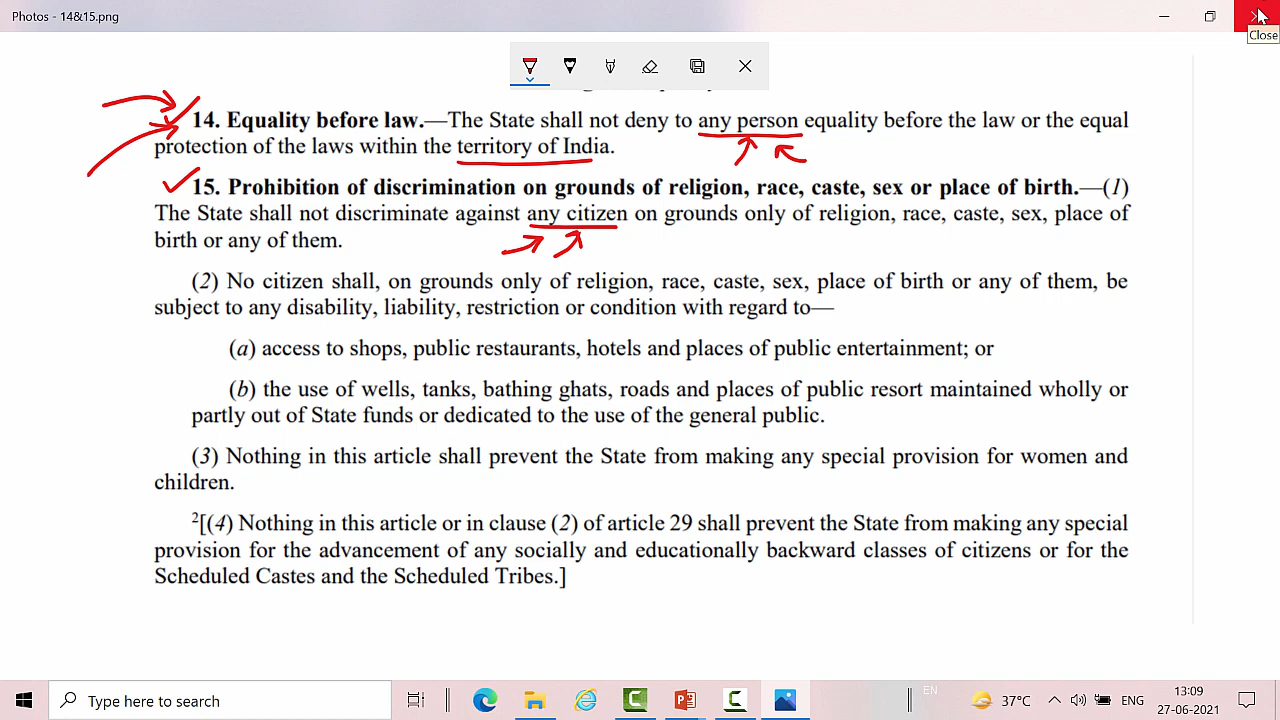 Photos - 14&15.png
Close
14. Equality before law.—The State shall not deny to any person equality before the law or the equal
protection of the laws within the territory of India.
15. Prohibition of discrimination on grounds of religion, race, caste, sex or place of birth.—(1)
The State shall not discriminate against any citizen on grounds only of religion, race, caste, sex, place of
birth or any of them.
(2) No citizen shall, on grounds only of religion, race, caste, sex, place of birth or any of them, be
subject to any disability, liability, restriction or condition with regard to—
(a) access to shops, public restaurants, hotels and places of public entertainment; or
(b) the use of wells, tanks, bathing ghats, roads and places of public resort maintained wholly or
partly out of State funds or dedicated to the use of the general public.
(3) Nothing in this article shall prevent the State from making any special provision for women and
children.
2[(4) Nothing in this article or in clause (2) of article 29 shall prevent the State from making any special
provision for the advancement of any socially and educationally backward classes of citizens or for the
Scheduled Castes and the Scheduled Tribes.]
Type here to search
EN
37°C
ENG
13:09
27-06-2021